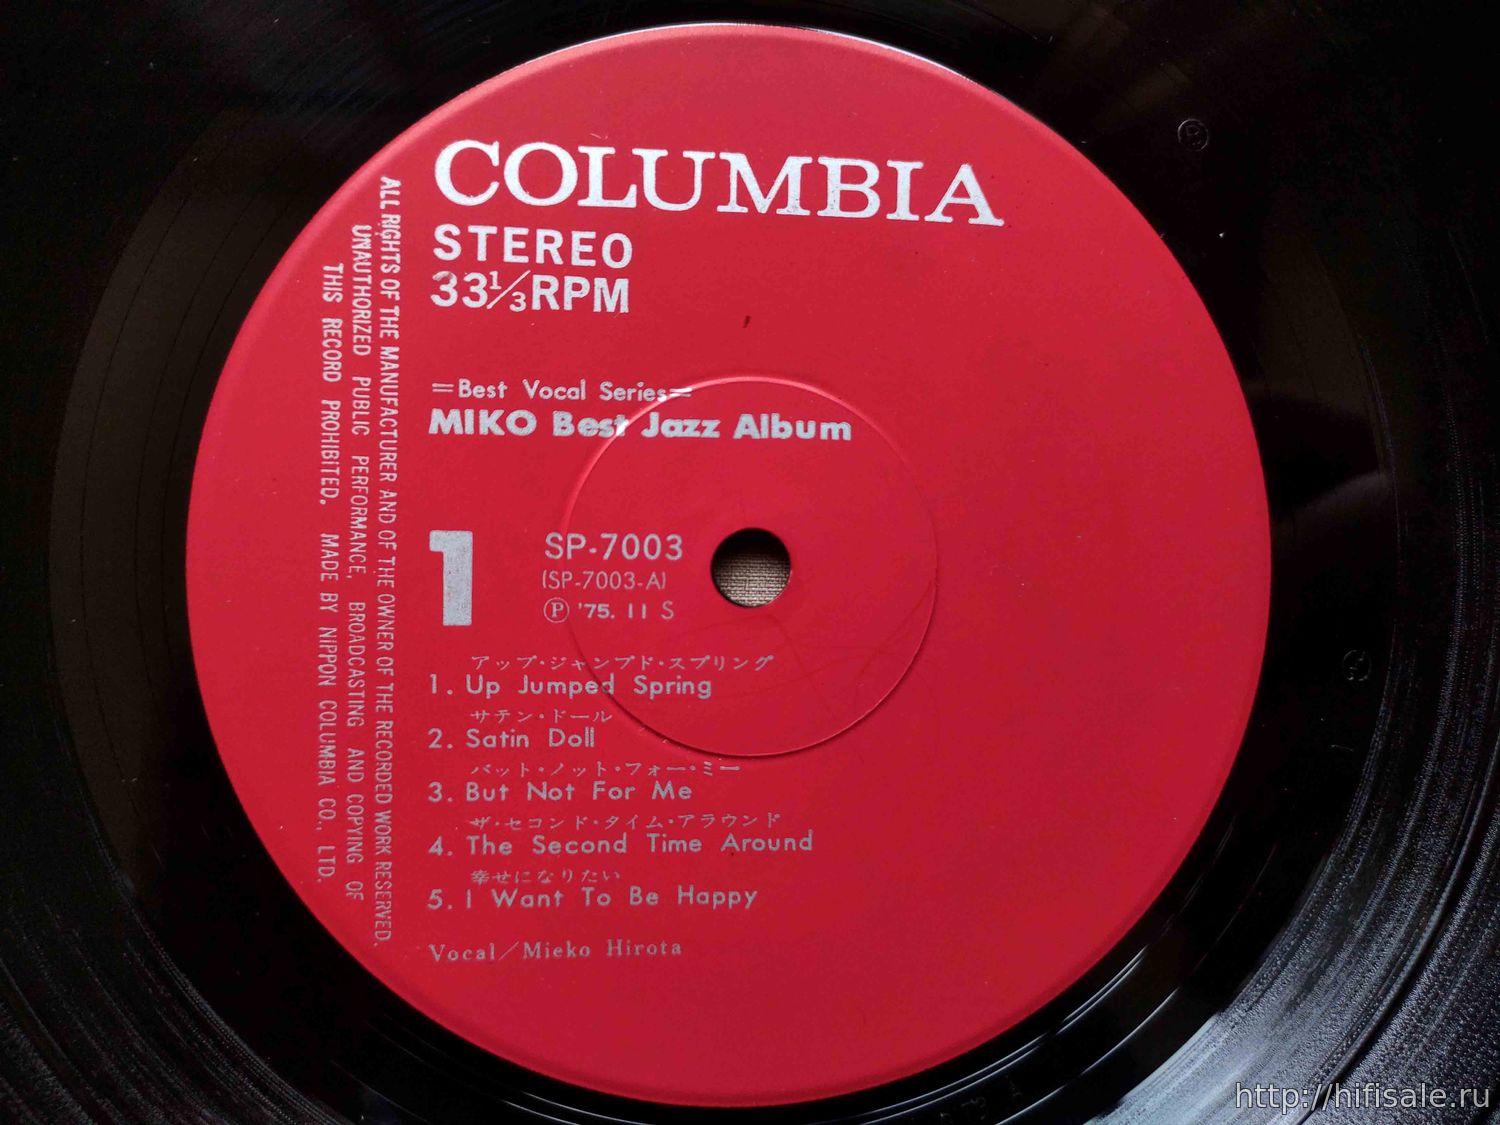 COLUMBIA
STEREO
33 1/3 RPM
=Best Vocal Series=
MIKO Best Jazz Album
1
SP-7003
(SP-7003-A)
Ⓟ '75. 11 S
アップ・ジャンプド・スプリング
1. Up Jumped Spring
サテン・ドール
2. Satin Doll
バット・ノット・フォー・ミー
3. But Not For Me
ザ・セコンド・タイム・アラウンド
4. The Second Time Around
幸せになりたい
5. I Want To Be Happy
Vocal/Mieko Hirota
ALL RIGHTS OF THE MANUFACTURER AND OF THE OWNER OF THE RECORDED WORK RESERVED.
UNAUTHORIZED PUBLIC PERFORMANCE, BROADCASTING AND COPYING OF
THIS RECORD PROHIBITED. MADE BY NIPPON COLUMBIA CO., LTD.
http://hifisale.ru